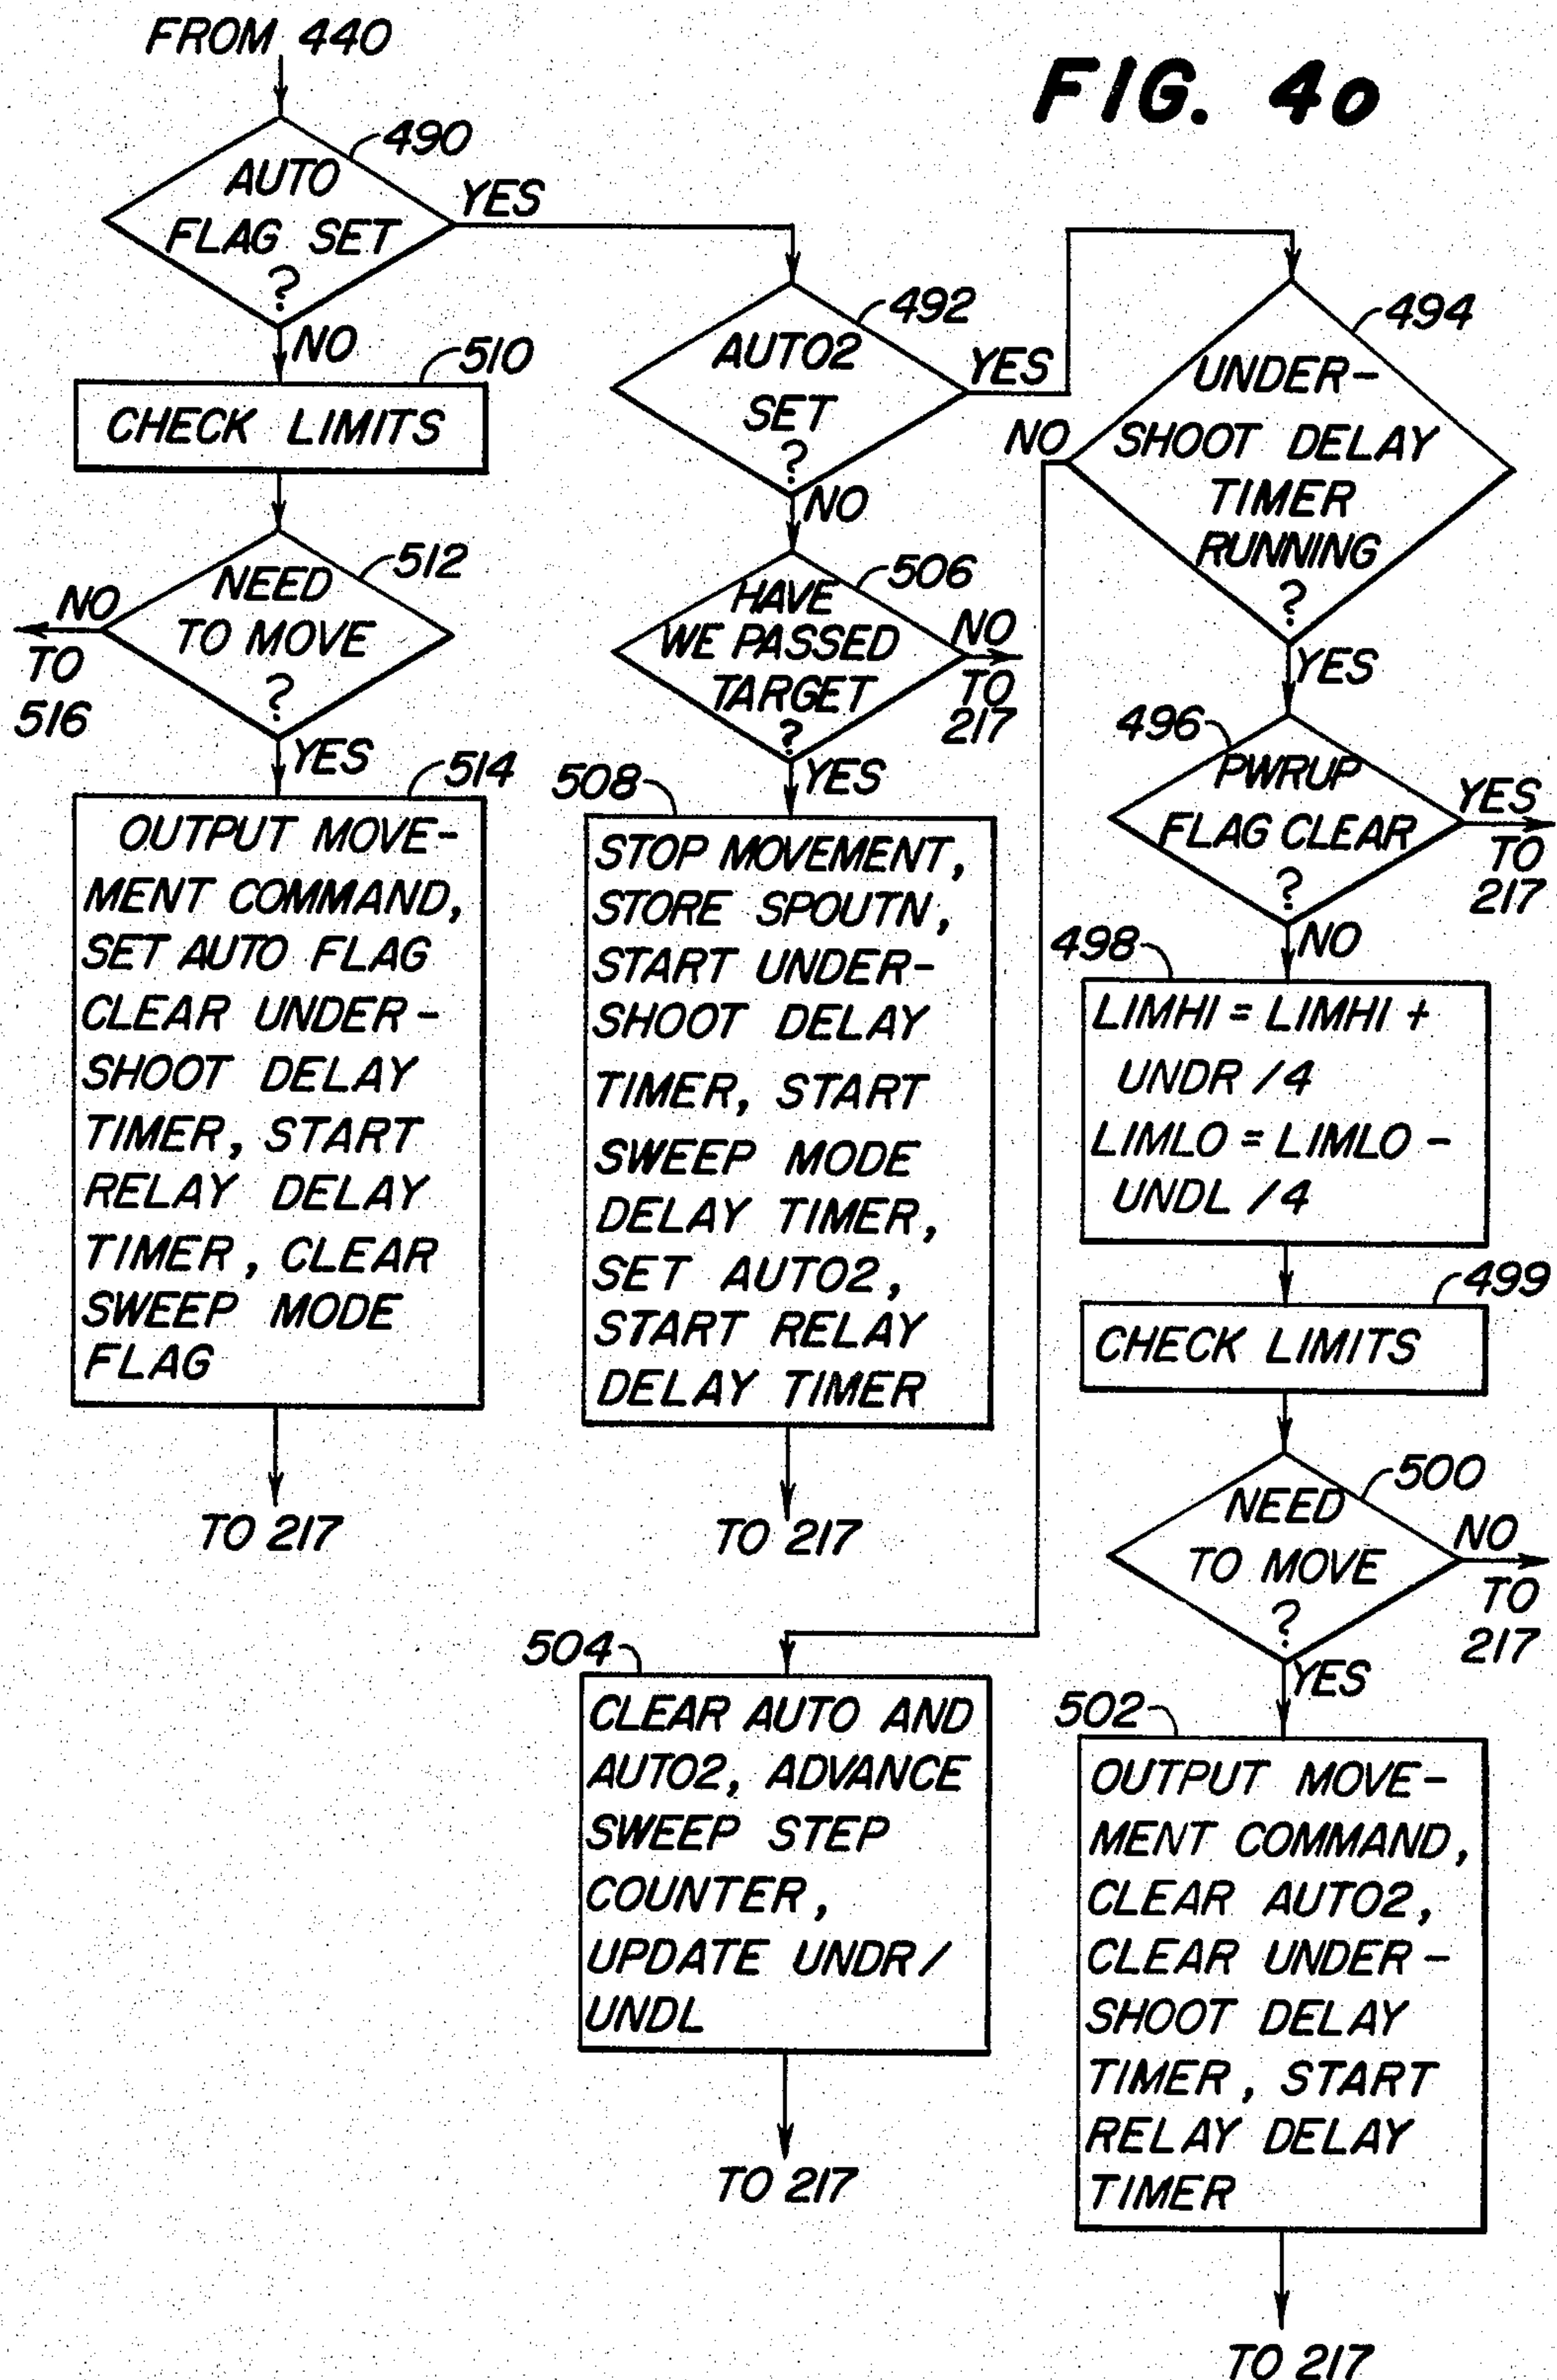 FROM 440
FIG. 4o
490
AUTO
FLAG SET
?
YES
NO
510
CHECK LIMITS
512
NEED
TO MOVE
?
NO
TO
516
YES
514
OUTPUT MOVE-
MENT COMMAND,
SET AUTO FLAG
CLEAR UNDER-
SHOOT DELAY
TIMER, START
RELAY DELAY
TIMER, CLEAR
SWEEP MODE
FLAG
TO 217
492
AUTO2
SET
?
YES
NO
506
HAVE
WE PASSED
TARGET
?
NO
TO
217
YES
508
STOP MOVEMENT,
STORE SPOUTN,
START UNDER-
SHOOT DELAY
TIMER, START
SWEEP MODE
DELAY TIMER,
SET AUTO2,
START RELAY
DELAY TIMER
TO 217
504
CLEAR AUTO AND
AUTO2, ADVANCE
SWEEP STEP
COUNTER,
UPDATE UNDR/
UNDL
TO 217
494
UNDER-
SHOOT DELAY
TIMER
RUNNING
?
NO
YES
496
PWRUP
FLAG CLEAR
?
YES
TO
217
NO
498
LIMHI = LIMHI +
UNDR /4
LIMLO = LIMLO -
UNDL /4
499
CHECK LIMITS
500
NEED
TO MOVE
?
NO
TO
217
YES
502
OUTPUT MOVE-
MENT COMMAND,
CLEAR AUTO2,
CLEAR UNDER-
SHOOT DELAY
TIMER, START
RELAY DELAY
TIMER
TO 217